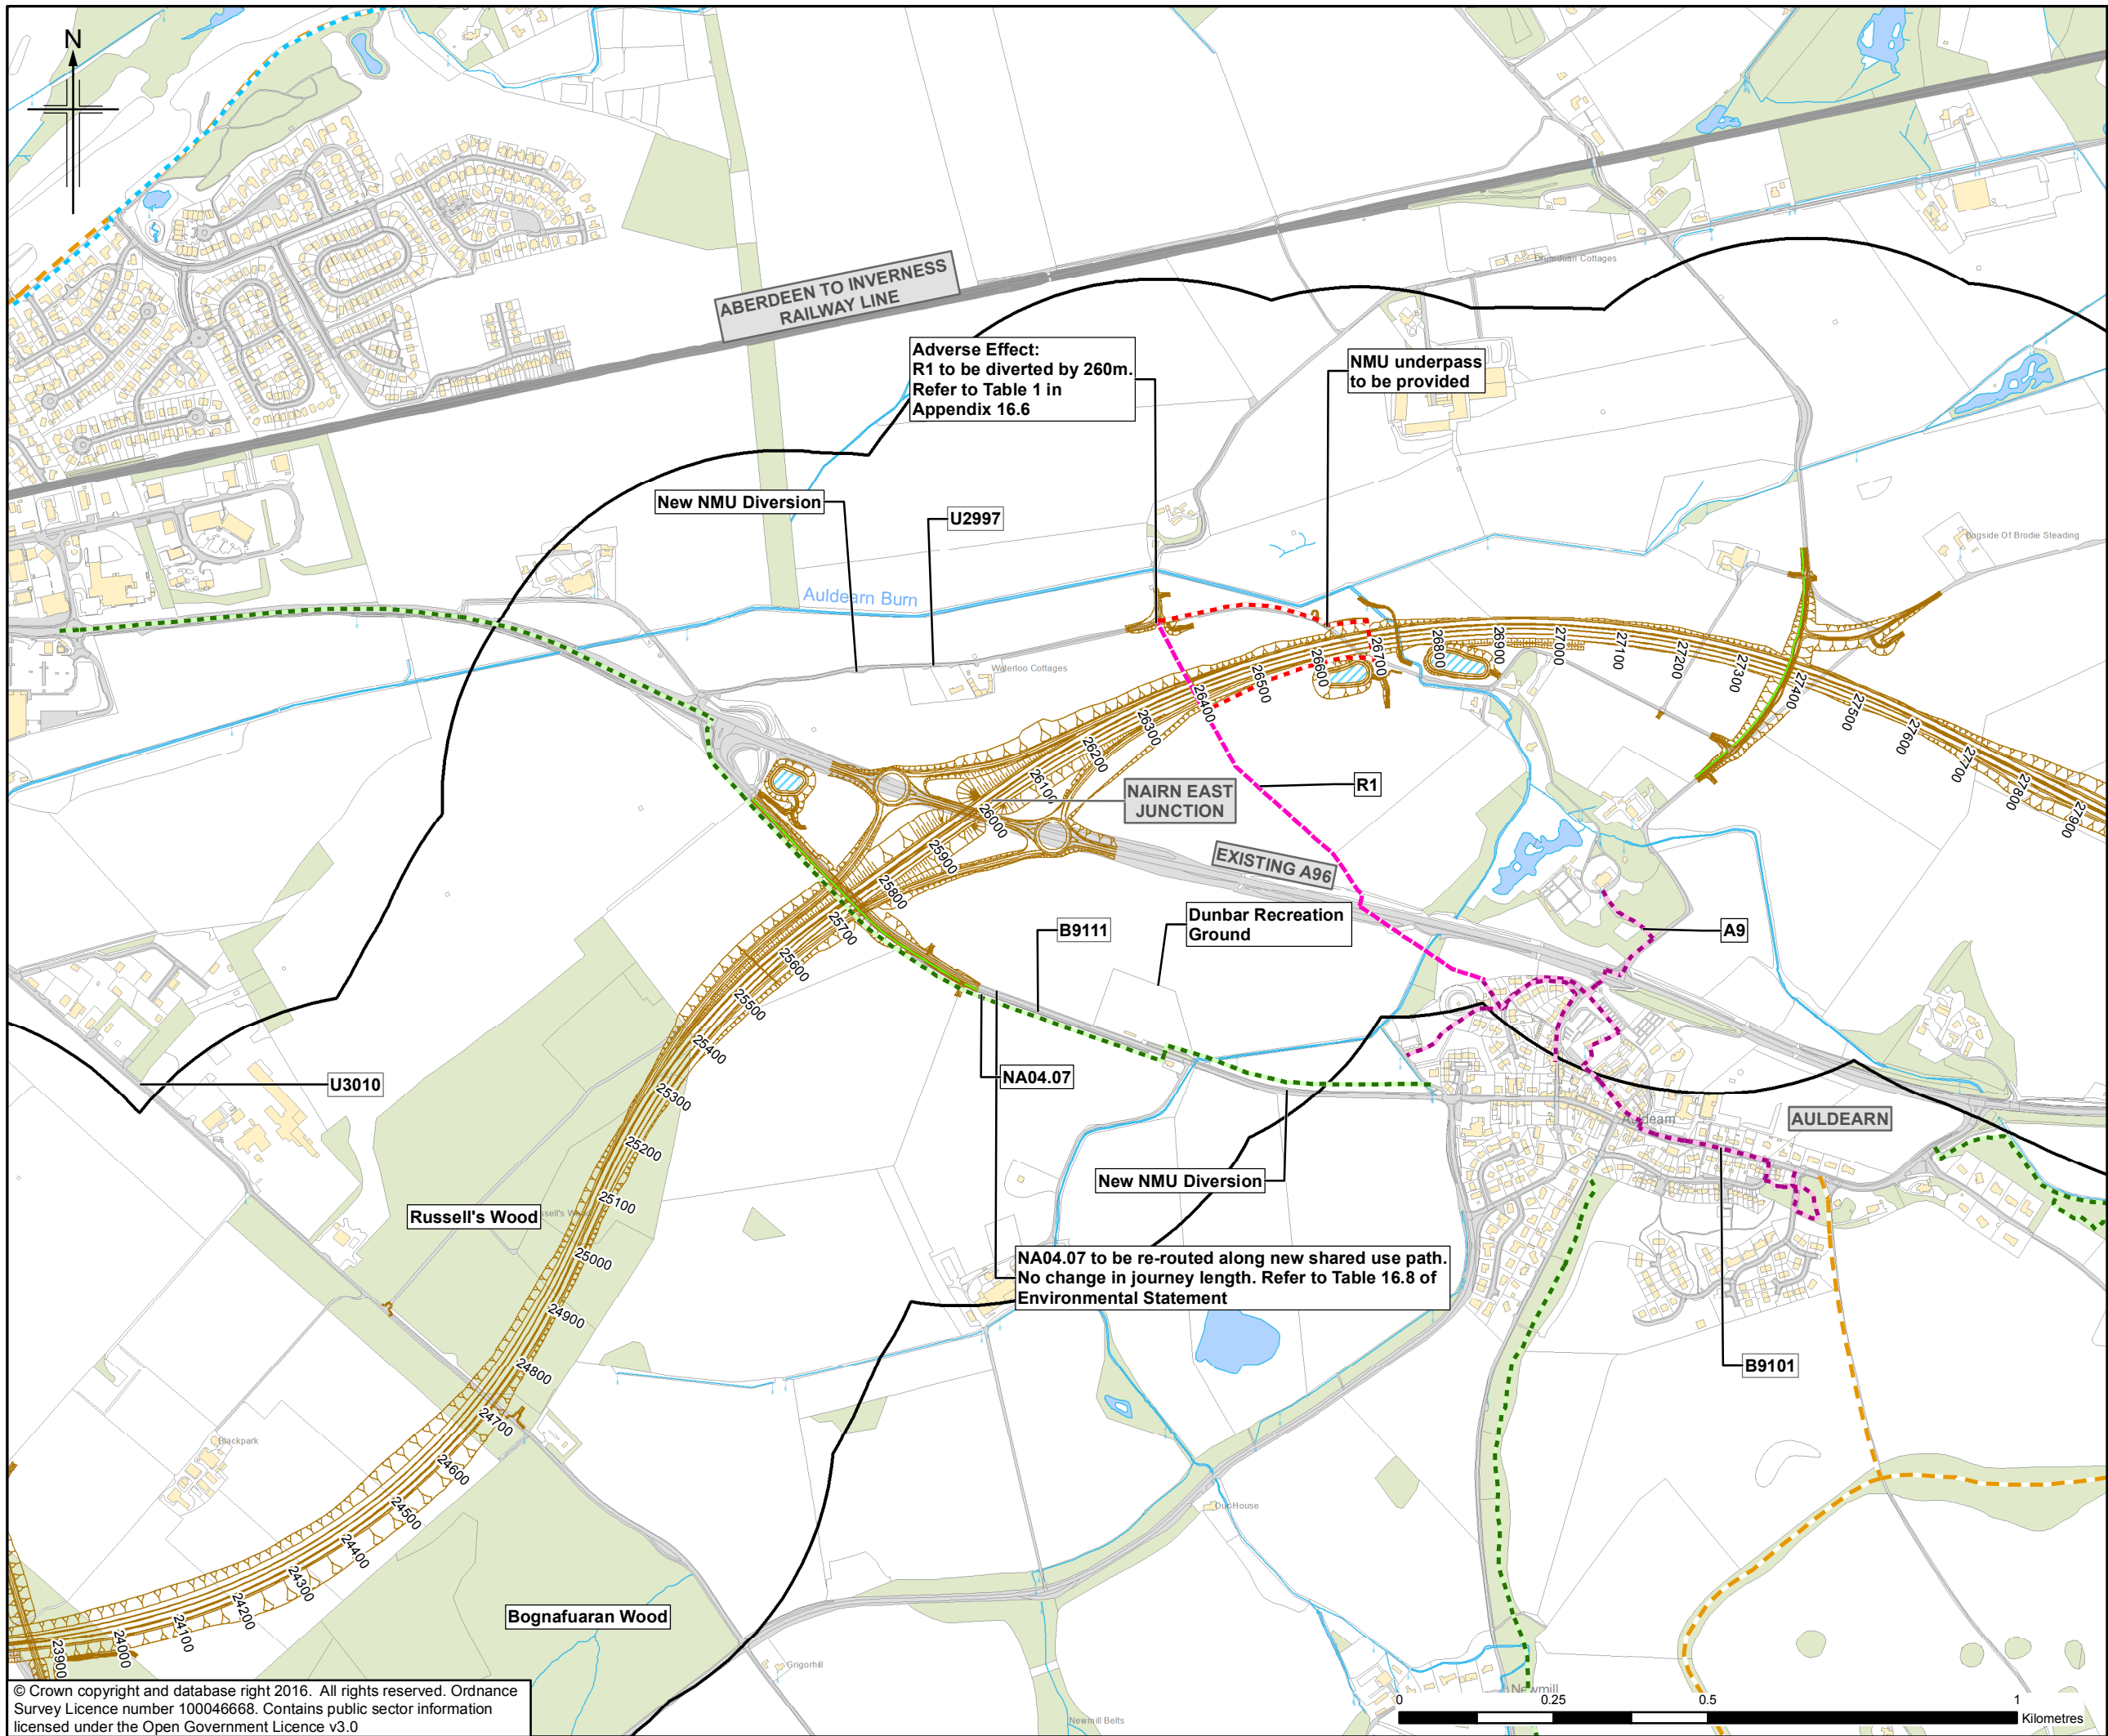 N
ABERDEEN TO INVERNESS
RAILWAY LINE
Drumduan Cottages
Adverse Effect:
R1 to be diverted by 260m.
Refer to Table 1 in
Appendix 16.6
NMU underpass
to be provided
New NMU Diversion
U2997
Bogside Of Brodie Steading
Auldearn Burn
Waterloo Cottages
26800
26900
27000
27100
27200
27300
27400
27500
27600
27700
27800
27900
26700
26600
26500
26400
26300
26200
26100
26000
25900
25800
25700
25600
25500
25400
25300
25200
25100
25000
24900
24800
24700
24600
24500
24400
24300
24200
24100
24000
23900
NAIRN EAST
JUNCTION
R1
EXISTING A96
Dunbar Recreation
Ground
B9111
A9
NA04.07
U3010
AULDEARN
Auldearn
New NMU Diversion
Russell's Wood
NA04.07 to be re-routed along new shared use path.
No change in journey length. Refer to Table 16.8 of
Environmental Statement
B9101
Blackpark
Our House
Bognafuaran Wood
Grigorhill
Newmill
Newmill Belts
0
0.25
0.5
1
Kilometres
© Crown copyright and database right 2016. All rights reserved. Ordnance
Survey Licence number 100046668. Contains public sector information
licensed under the Open Government Licence v3.0